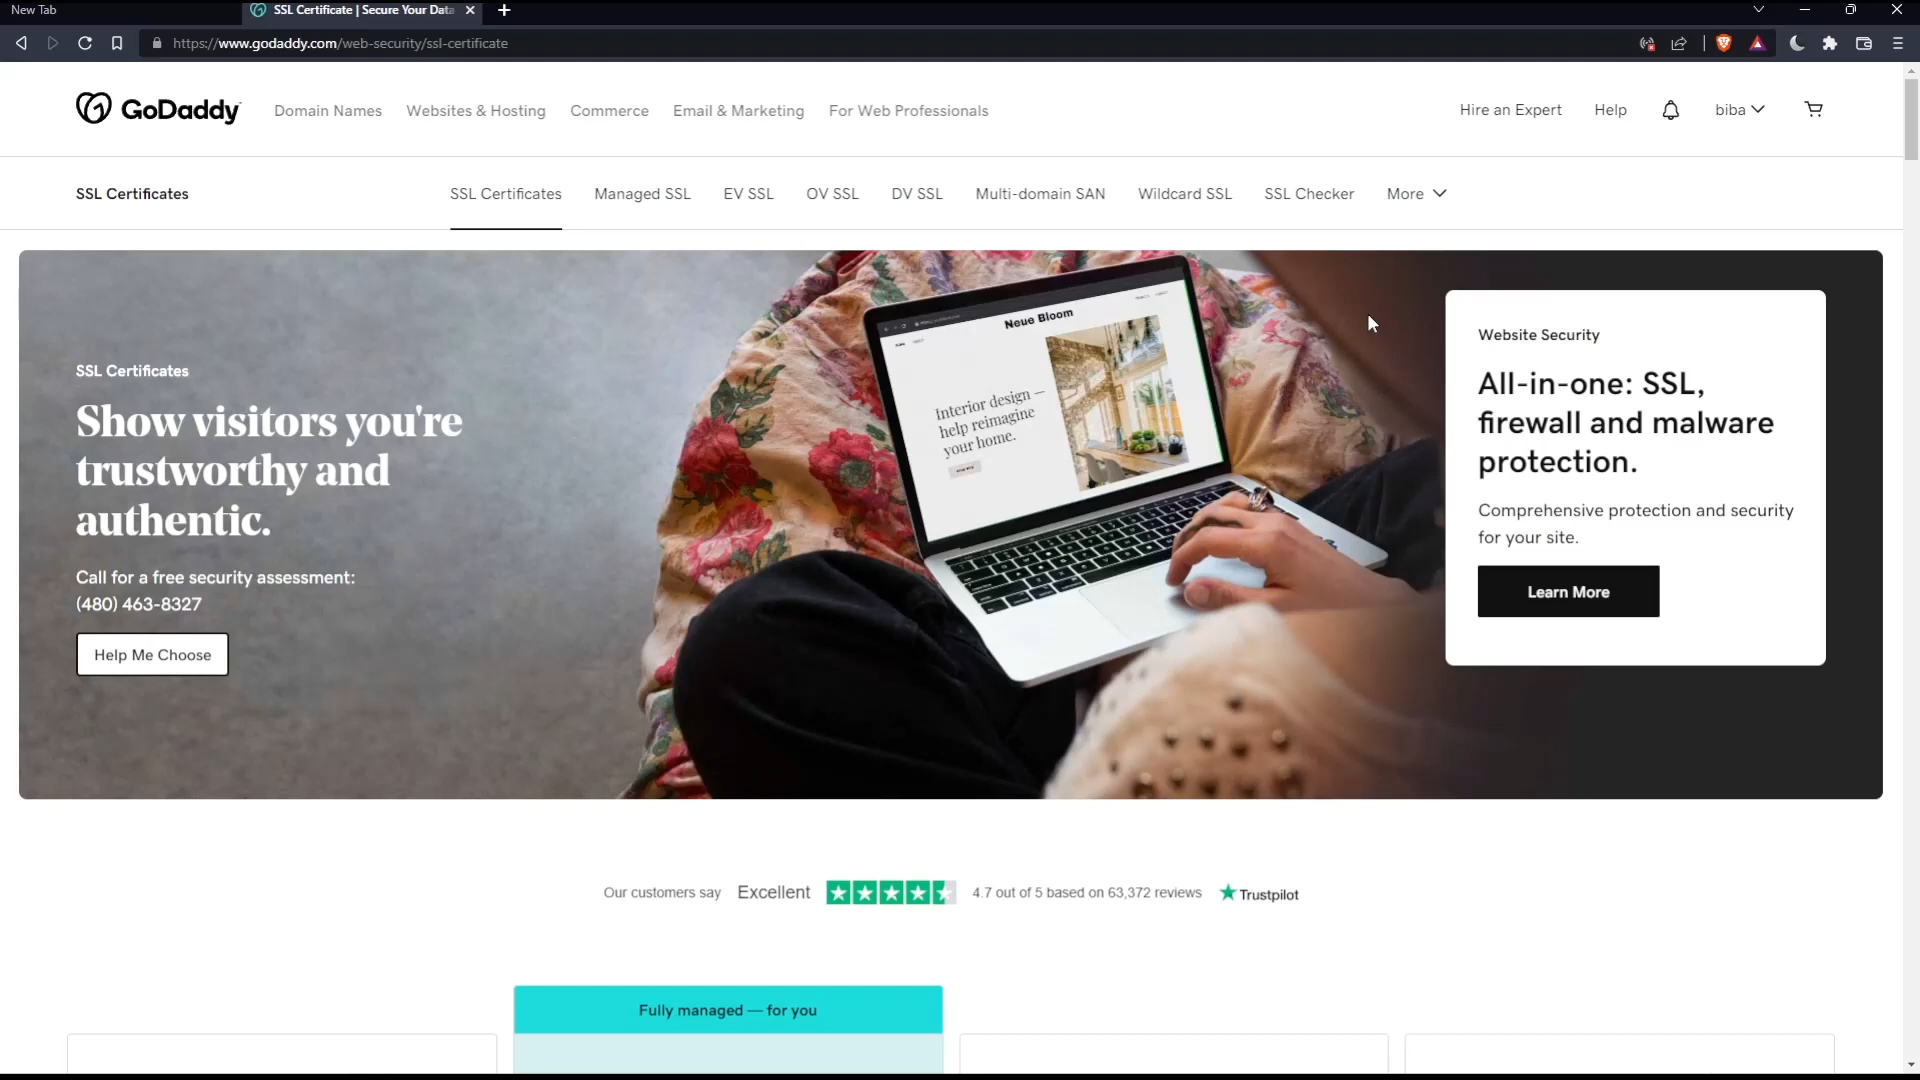 New Tab
SSL Certificate | Secure Your Data
https://www.godaddy.com/web-security/ssl-certificate
GoDaddy
Domain Names
Websites & Hosting
Commerce
Email & Marketing
For Web Professionals
Hire an Expert
Help
biba
SSL Certificates
SSL Certificates
Managed SSL
EV SSL
OV SSL
DV SSL
Multi-domain SAN
Wildcard SSL
SSL Checker
More
SSL Certificates
Show visitors you're
trustworthy and
authentic.
Call for a free security assessment:
(480) 463-8327
Help Me Choose
Neue Bloom
Interior design —
help reimagine
your home.
Website Security
All-in-one: SSL,
firewall and malware
protection.
Comprehensive protection and security
for your site.
Learn More
Our customers say
Excellent
4.7 out of 5 based on 63,372 reviews
Trustpilot
Fully managed — for you